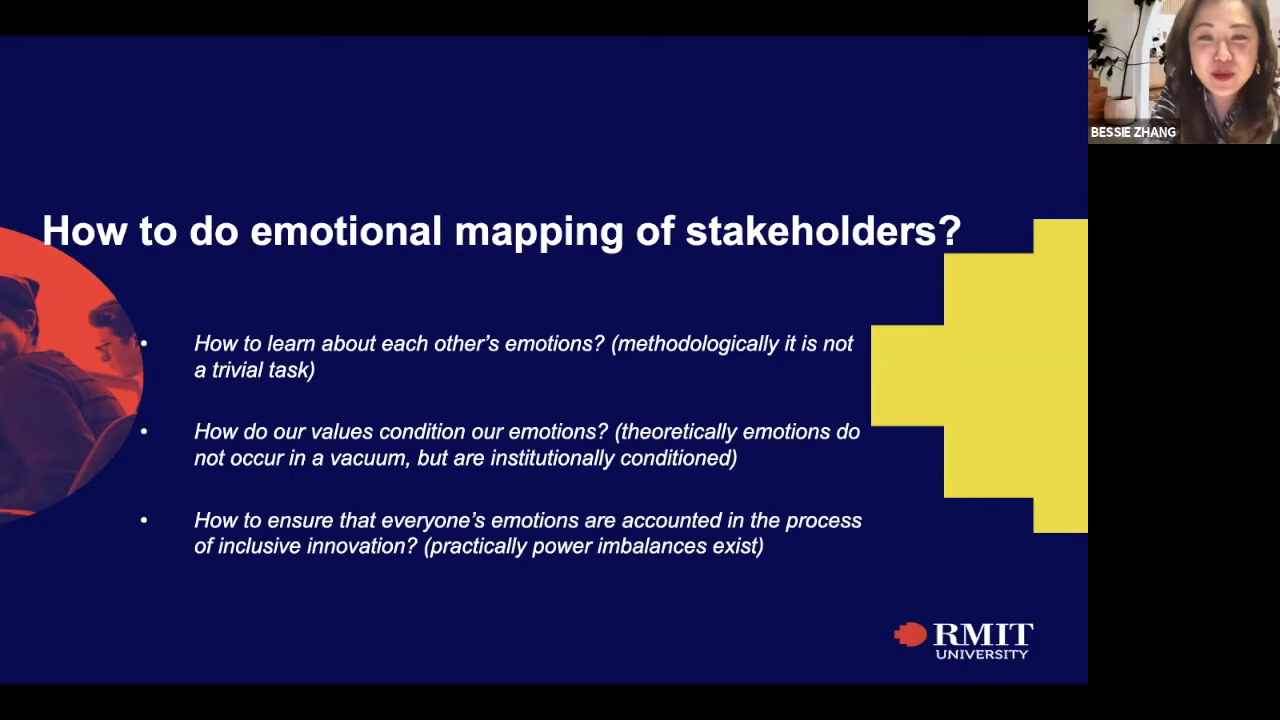 BESSIE ZHANG
How to do emotional mapping of stakeholders?
• How to learn about each other’s emotions? (methodologically it is not
a trivial task)
• How do our values condition our emotions? (theoretically emotions do
not occur in a vacuum, but are institutionally conditioned)
• How to ensure that everyone’s emotions are accounted in the process
of inclusive innovation? (practically power imbalances exist)
RMIT
UNIVERSITY